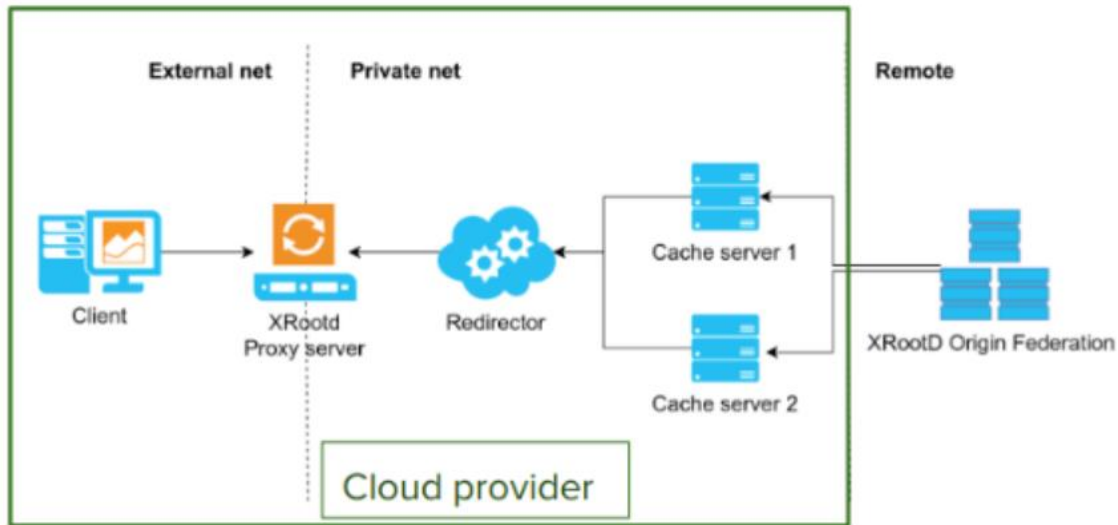 External net
Private net
Remote
Client
XRootd
Proxy server
Redirector
Cache server 1
Cache server 2
XRootD Origin Federation
Cloud provider